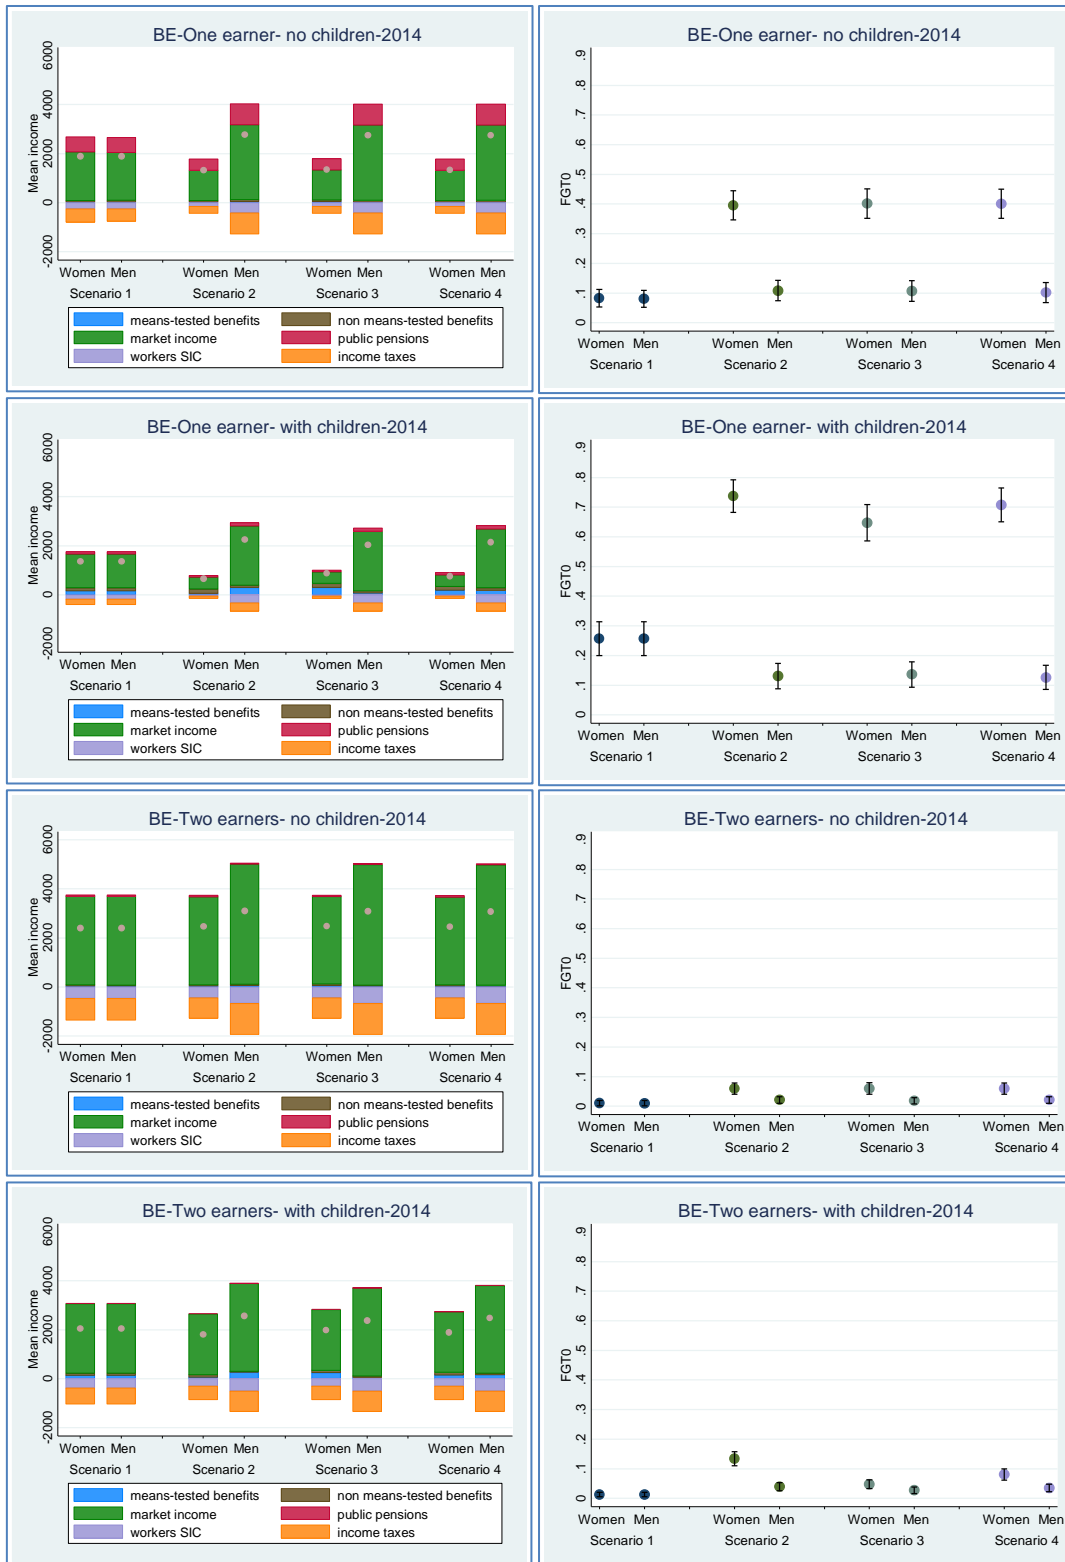 BE-One earner- no children-2014
Mean income
6000
4000
2000
0
-2000
Women Men Women Men Women Men Women Men
Scenario 1 Scenario 2 Scenario 3 Scenario 4
means-tested benefits non means-tested benefits
market income public pensions
workers SIC income taxes
BE-One earner- no children-2014
FGT0
.9
.8
.7
.6
.5
.4
.3
.2
.1
0
Women Men Women Men Women Men Women Men
Scenario 1 Scenario 2 Scenario 3 Scenario 4
BE-One earner- with children-2014
Mean income
6000
4000
2000
0
-2000
Women Men Women Men Women Men Women Men
Scenario 1 Scenario 2 Scenario 3 Scenario 4
means-tested benefits non means-tested benefits
market income public pensions
workers SIC income taxes
BE-One earner- with children-2014
FGT0
.9
.8
.7
.6
.5
.4
.3
.2
.1
0
Women Men Women Men Women Men Women Men
Scenario 1 Scenario 2 Scenario 3 Scenario 4
BE-Two earners- no children-2014
Mean income
6000
4000
2000
0
-2000
Women Men Women Men Women Men Women Men
Scenario 1 Scenario 2 Scenario 3 Scenario 4
means-tested benefits non means-tested benefits
market income public pensions
workers SIC income taxes
BE-Two earners- no children-2014
FGT0
.9
.8
.7
.6
.5
.4
.3
.2
.1
0
Women Men Women Men Women Men Women Men
Scenario 1 Scenario 2 Scenario 3 Scenario 4
BE-Two earners- with children-2014
Mean income
6000
4000
2000
0
-2000
Women Men Women Men Women Men Women Men
Scenario 1 Scenario 2 Scenario 3 Scenario 4
means-tested benefits non means-tested benefits
market income public pensions
workers SIC income taxes
BE-Two earners- with children-2014
FGT0
.9
.8
.7
.6
.5
.4
.3
.2
.1
0
Women Men Women Men Women Men Women Men
Scenario 1 Scenario 2 Scenario 3 Scenario 4